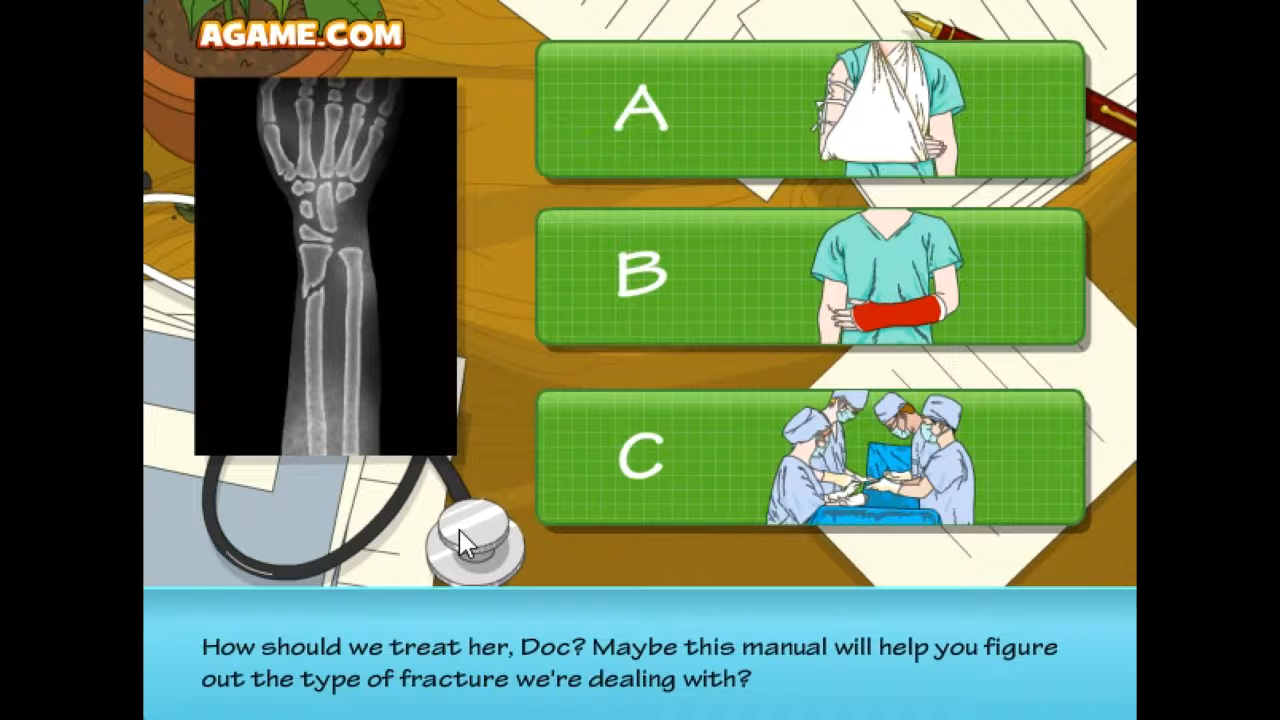 AGAME.COM
A
B
C
How should we treat her, Doc? Maybe this manual will help you figure
out the type of fracture we're dealing with?